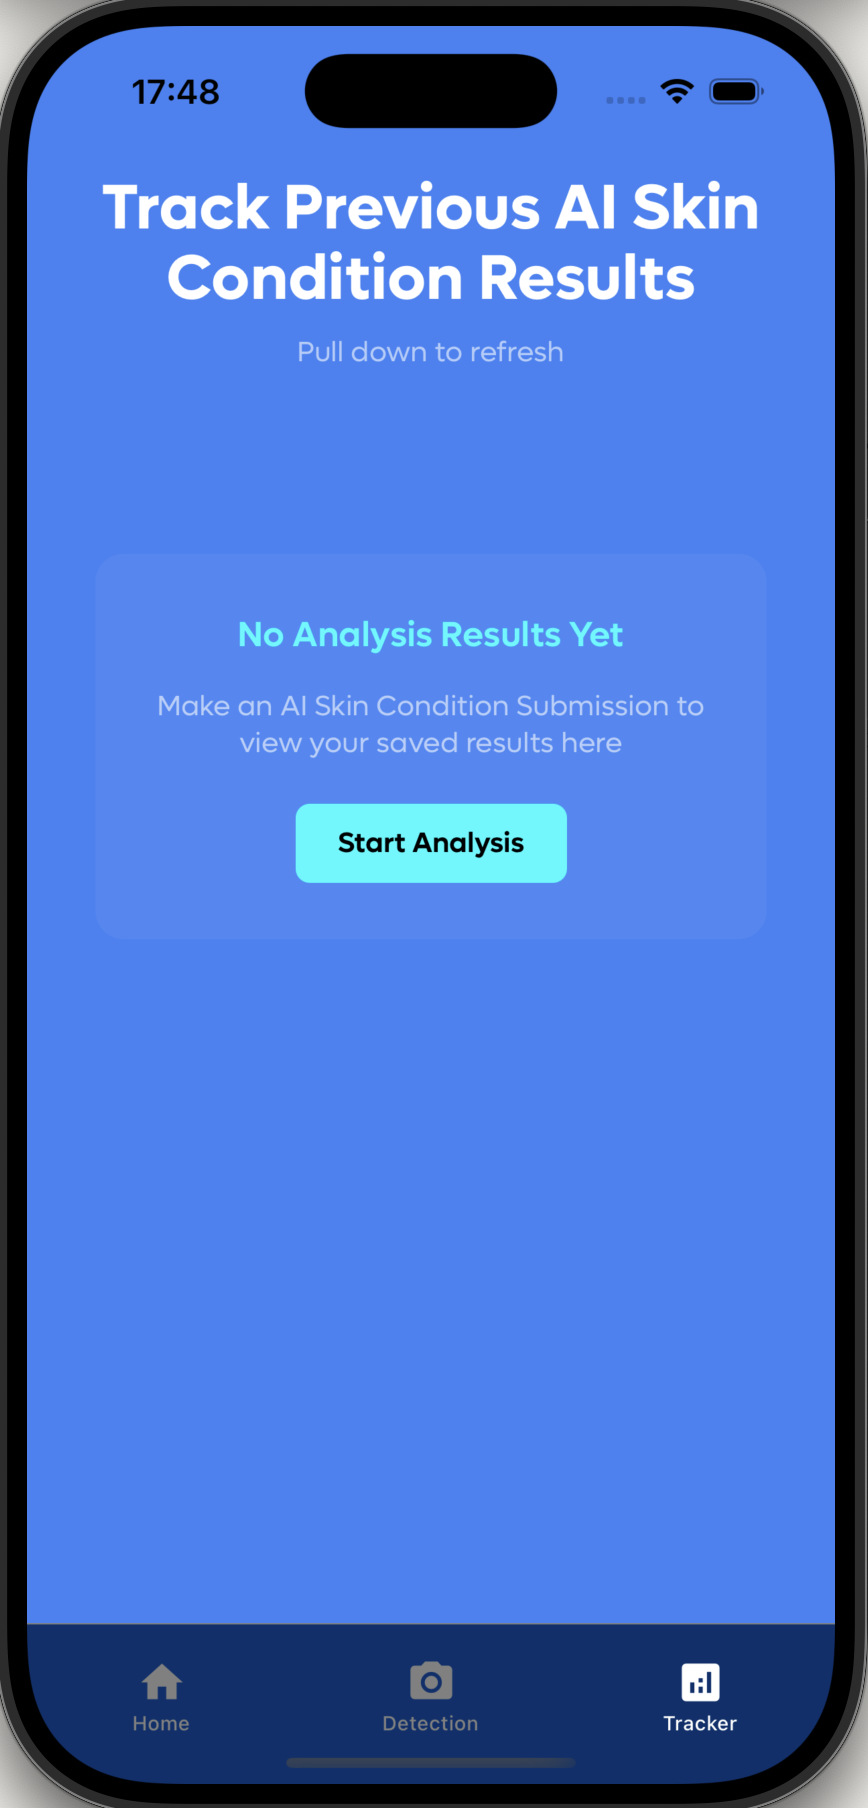 17:48
Track Previous AI Skin
Condition Results
Pull down to refresh
No Analysis Results Yet
Make an AI Skin Condition Submission to
view your saved results here
Start Analysis
Home
Detection
Tracker